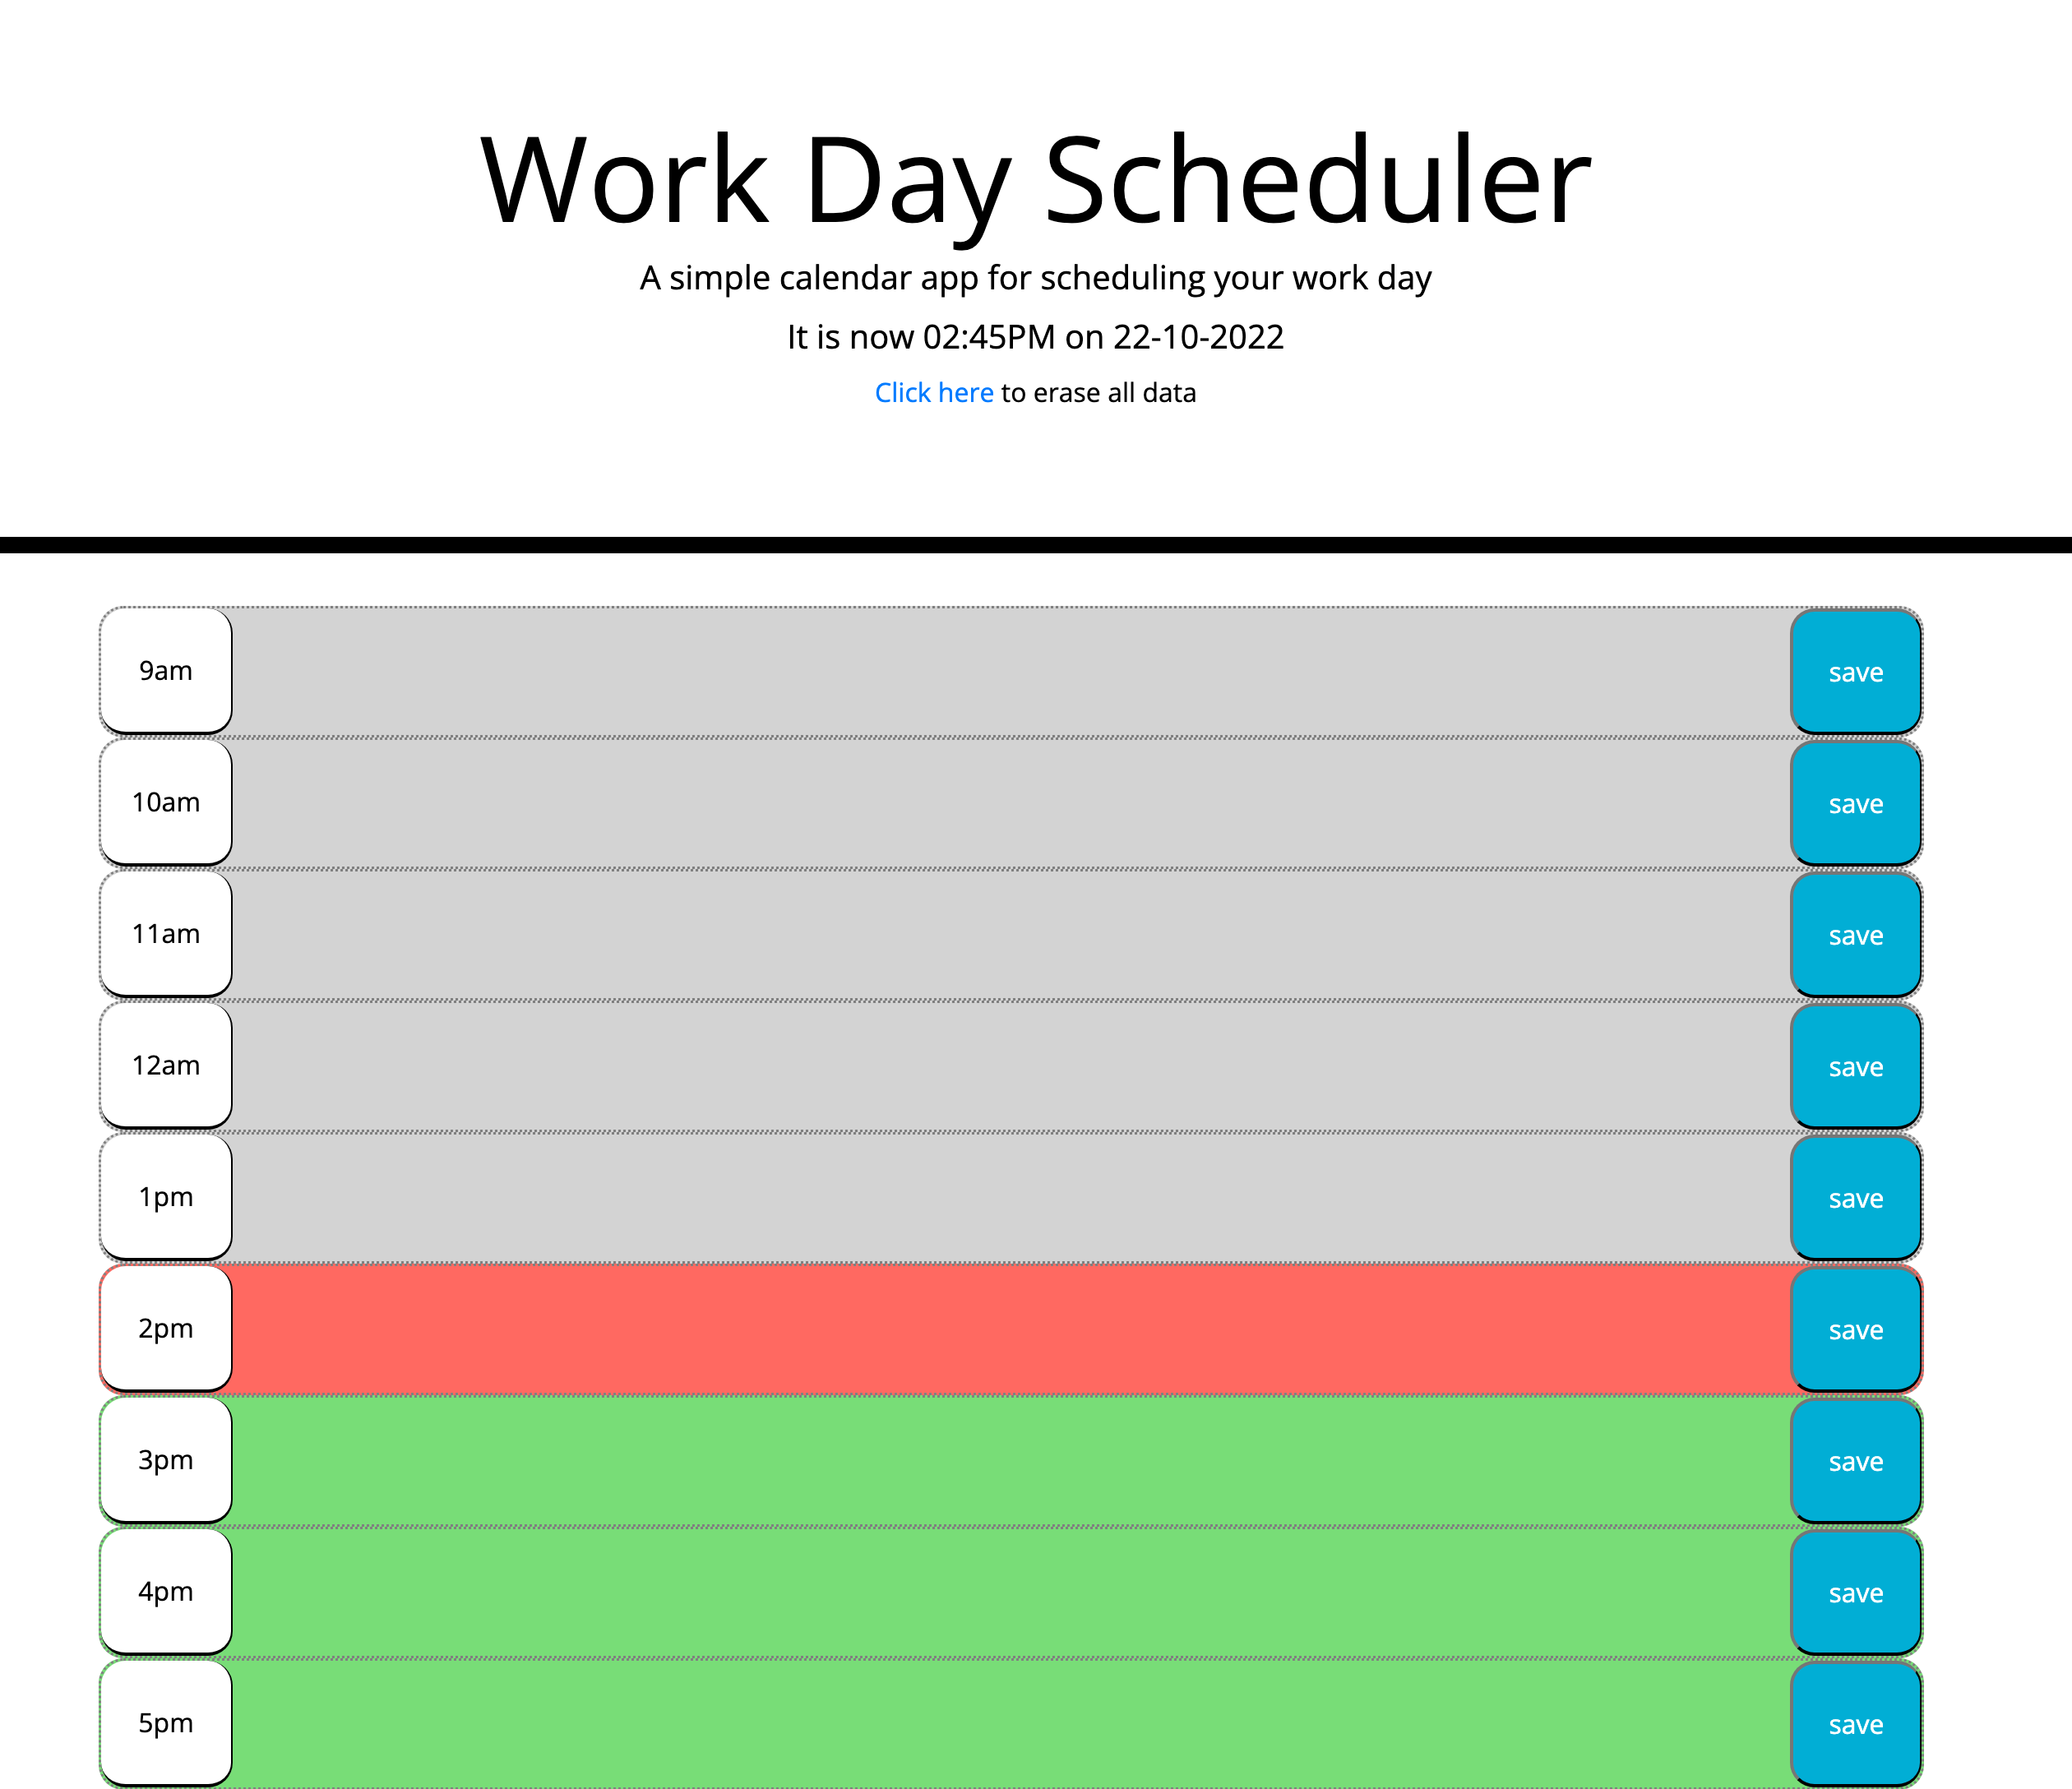 Work Day Scheduler
A simple calendar app for scheduling your work day
It is now 02:45PM on 22-10-2022
Click here to erase all data
9am save
10am save
11am save
12am save
1pm save
2pm save
3pm save
4pm save
5pm save